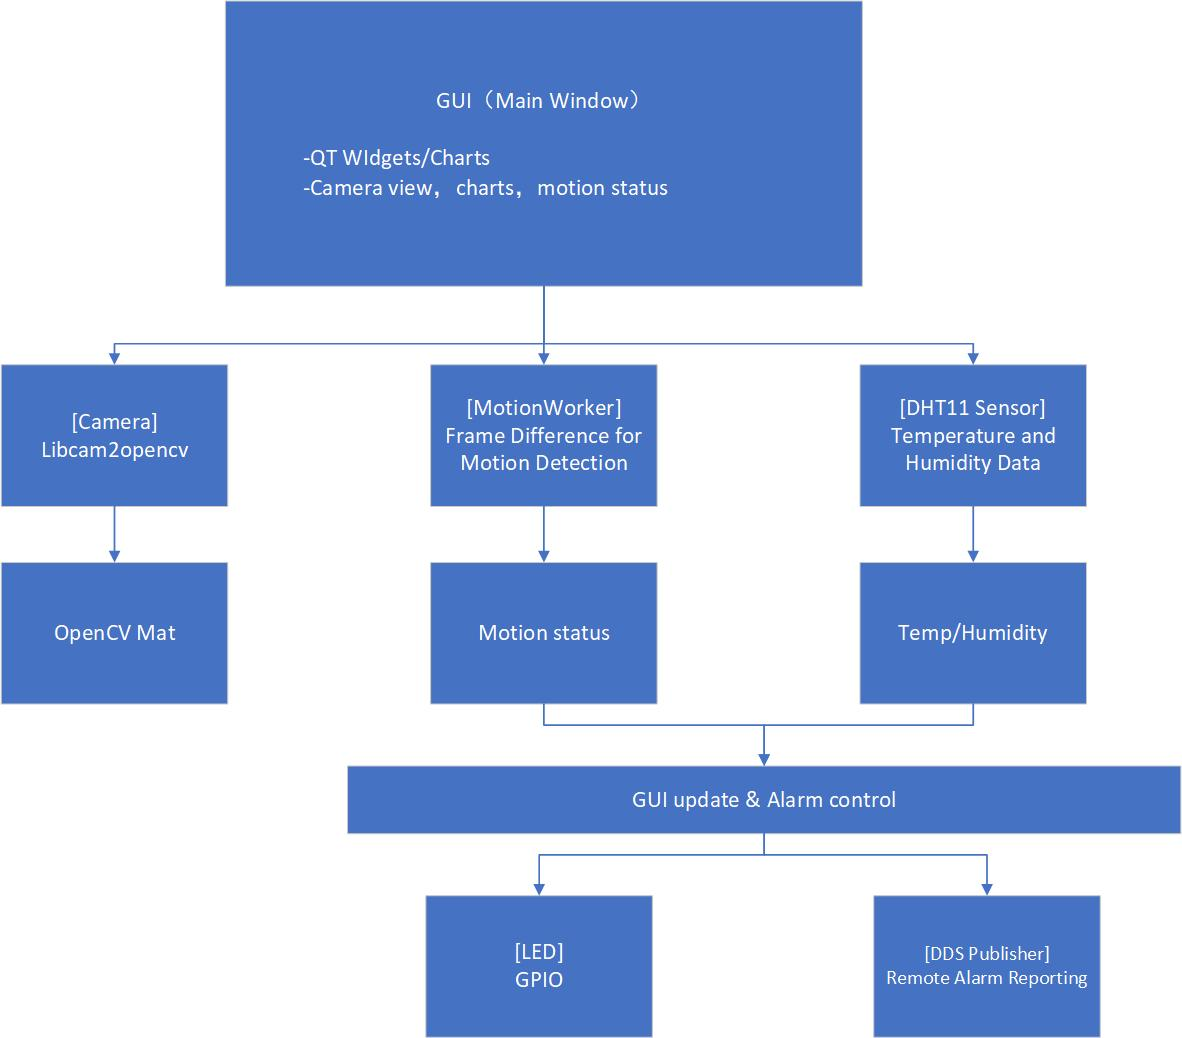 GUI（Main Window）
-QT WIdgets/Charts
-Camera view，charts，motion status
[Camera]
Libcam2opencv
[MotionWorker]
Frame Difference for
Motion Detection
[DHT11 Sensor]
Temperature and
Humidity Data
OpenCV Mat
Motion status
Temp/Humidity
GUI update & Alarm control
[LED]
GPIO
[DDS Publisher]
Remote Alarm Reporting